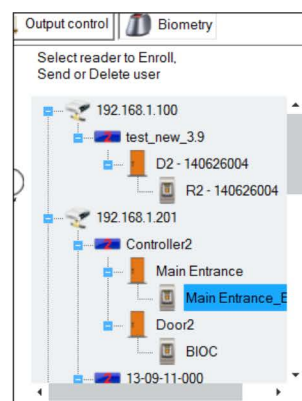 Output control
Biometry
Select reader to Enroll,
Send or Delete user
192.168.1.100
test_new_3.9
D2 - 140626004
R2 - 140626004
192.168.1.201
Controller2
Main Entrance
Main Entrance_E
Door2
BIOC
13-09-11-000